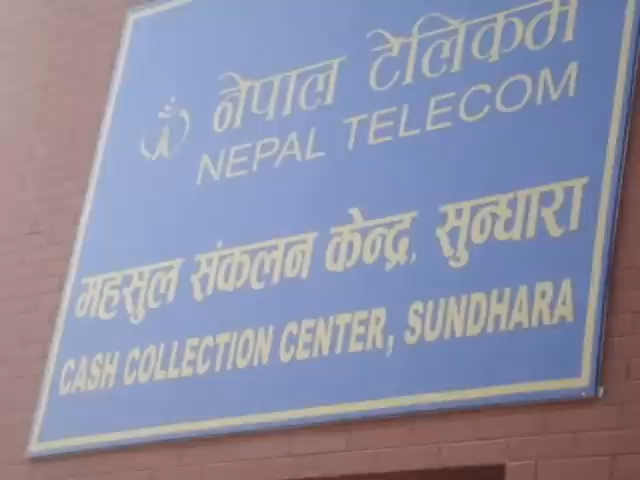 नेपाल टेलिकम
NEPAL TELECOM
महसुल संकलन केन्द्र, सुन्धारा
CASH COLLECTION CENTER, SUNDHARA